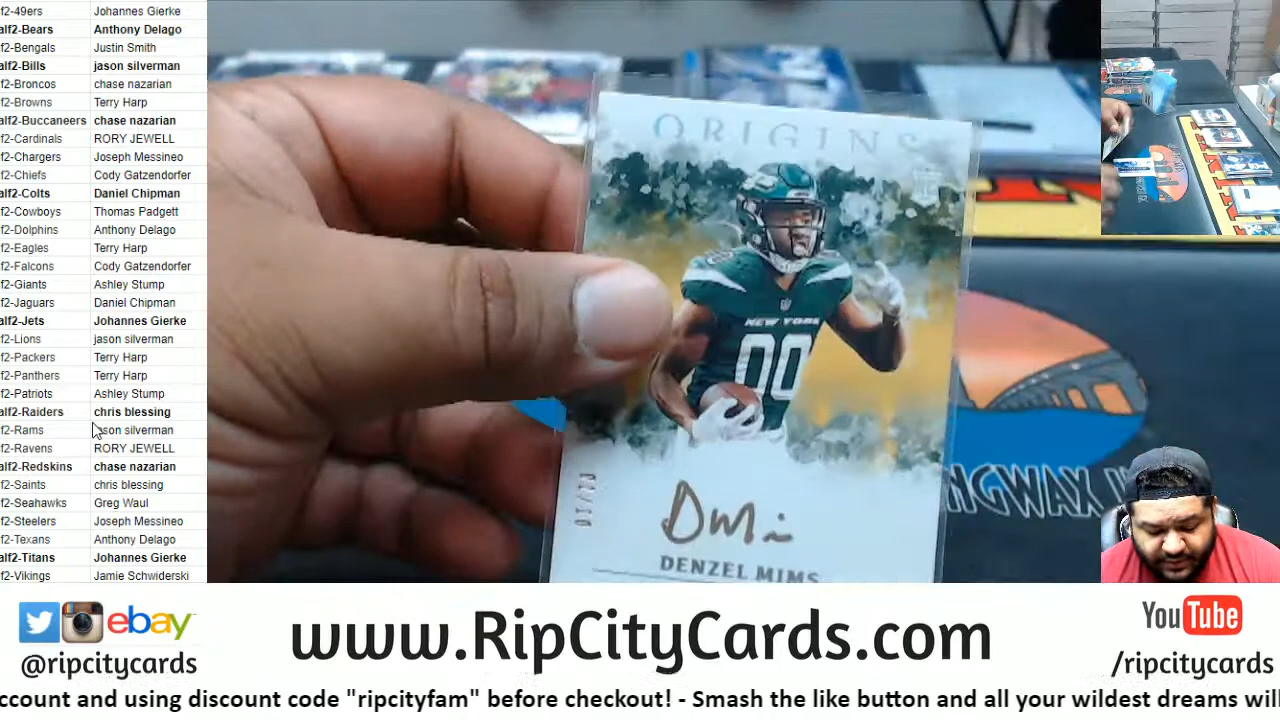 f2-49ers Johannes Gierke
alf2-Bears Anthony Delago
f2-Bengals Justin Smith
alf2-Bills jason silverman
f2-Broncos chase nazarian
f2-Browns Terry Harp
alf2-Buccaneers chase nazarian
f2-Cardinals RORY JEWELL
f2-Chargers Joseph Messineo
f2-Chiefs Cody Gatzendorfer
alf2-Colts Daniel Chipman
f2-Cowboys Thomas Padgett
f2-Dolphins Anthony Delago
f2-Eagles Terry Harp
f2-Falcons Cody Gatzendorfer
f2-Giants Ashley Stump
f2-Jaguars Daniel Chipman
alf2-Jets Johannes Gierke
f2-Lions jason silverman
f2-Packers Terry Harp
f2-Panthers Terry Harp
f2-Patriots Ashley Stump
alf2-Raiders chris blessing
f2-Rams son silverman
f2-Ravens RORY JEWELL
alf2-Redskins chase nazarian
f2-Saints chris blessing
f2-Seahawks Greg Waul
f2-Steelers Joseph Messineo
f2-Texans Anthony Delago
alf2-Titans Johannes Gierke
f2-Vikings Jamie Schwiderski
ORIGINS
NEW YORK
00
DENZEL MIMS
NGWAX
ebay
@ripcitycards
www.RipCityCards.com
YouTube
/ripcitycards
ccount and using discount code "ripcityfam" before checkout! - Smash the like button and all your wildest dreams will